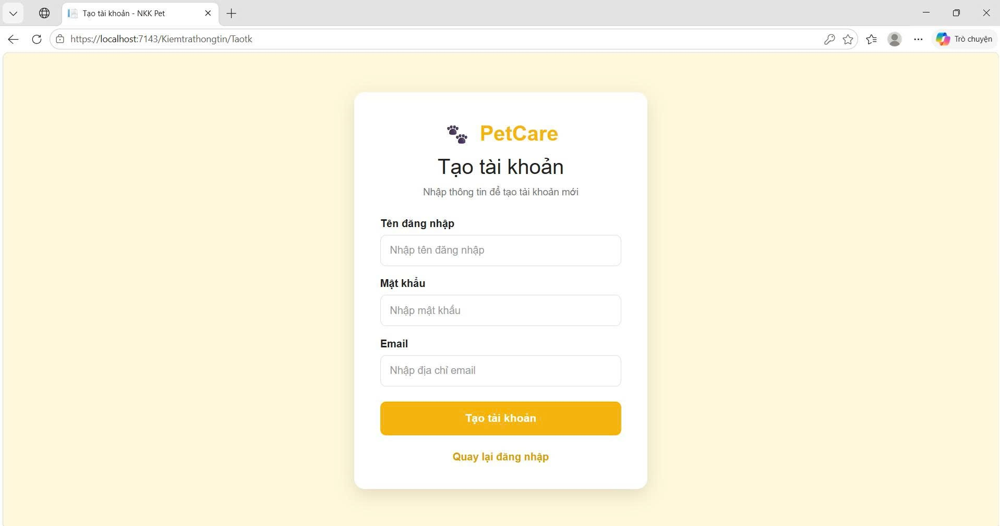 Tạo tài khoản - NKK Pet
https://localhost:7143/Kiemtrathongtin/Taotk
Trò chuyện
PetCare
Tạo tài khoản
Nhập thông tin để tạo tài khoản mới
Tên đăng nhập
Nhập tên đăng nhập
Mật khẩu
Nhập mật khẩu
Email
Nhập địa chỉ email
Tạo tài khoản
Quay lại đăng nhập